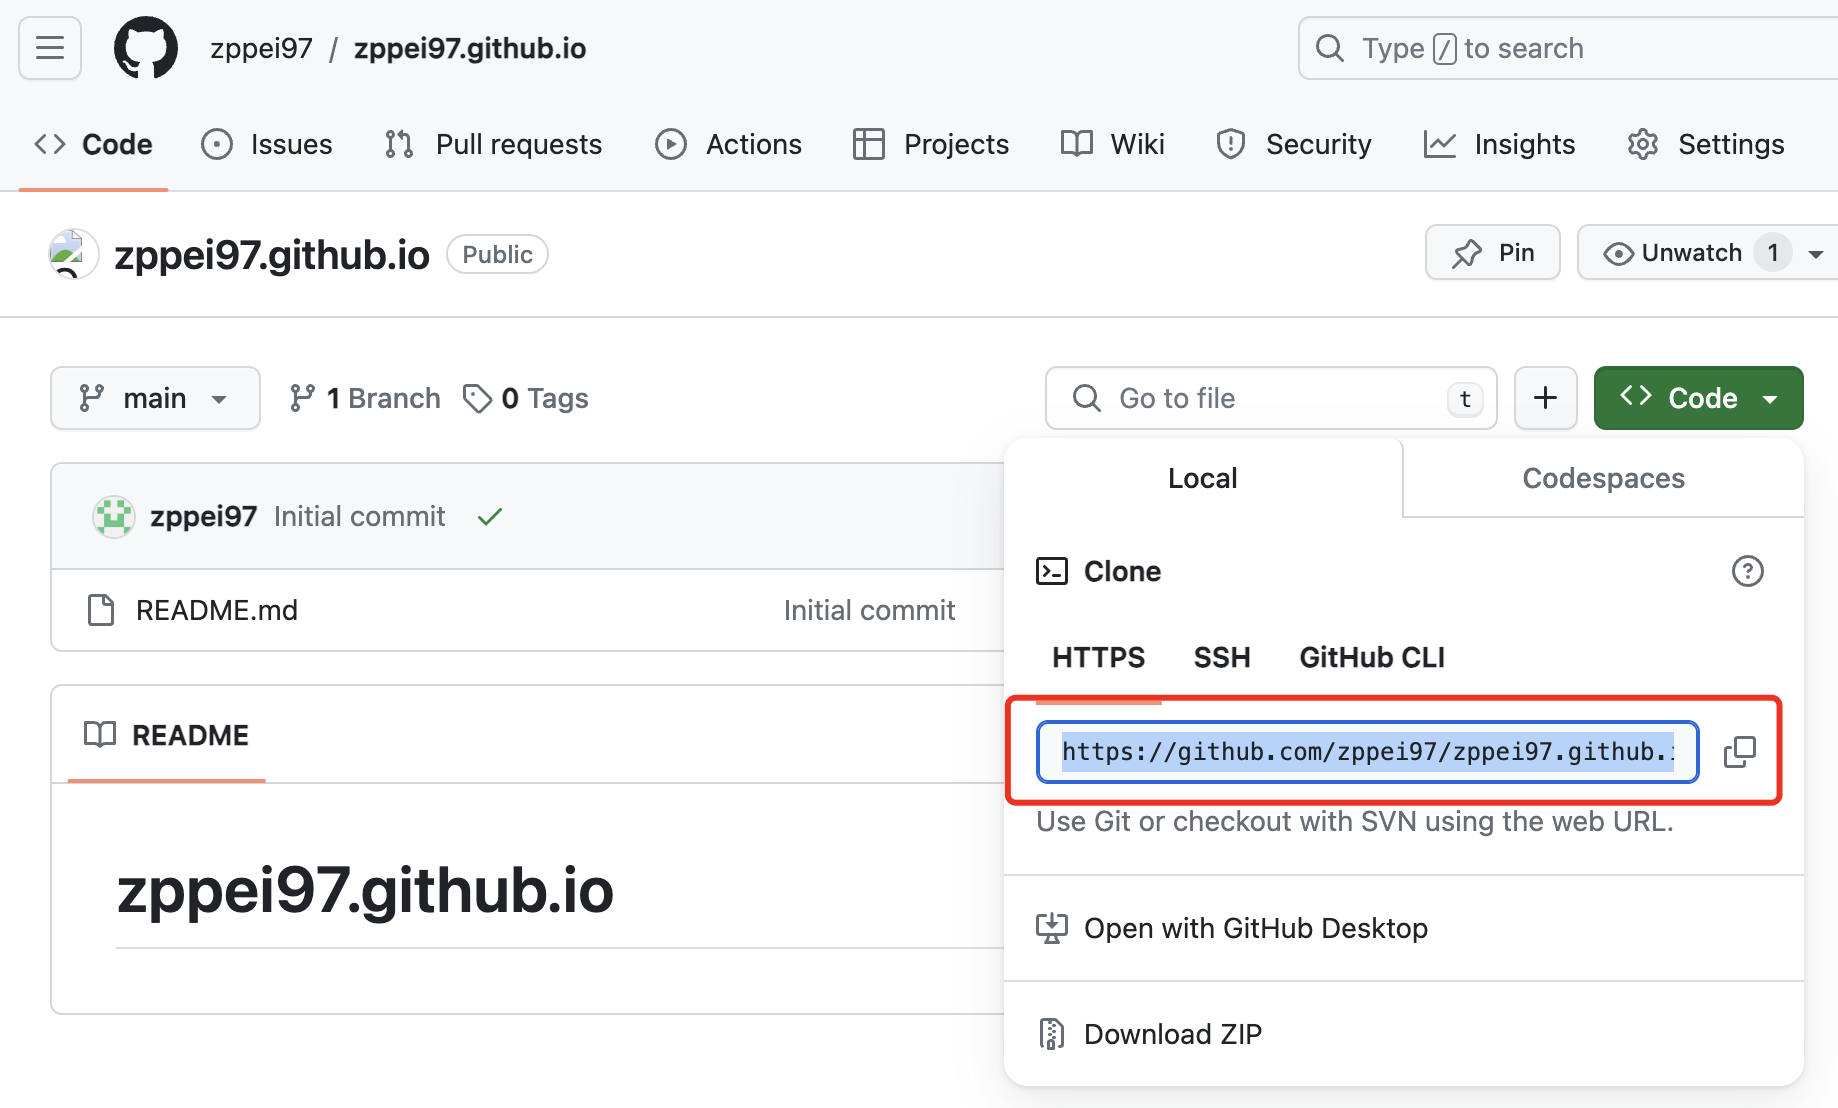 zppei97 / zppei97.github.io
Type / to search
Code Issues Pull requests Actions Projects Wiki Security Insights Settings
zppei97.github.io Public
Pin Unwatch 1
main 1 Branch 0 Tags
Go to file t + Code
Local Codespaces
zppei97 Initial commit
Clone
README.md Initial commit
HTTPS SSH GitHub CLI
README
https://github.com/zppei97/zppei97.github.i
Use Git or checkout with SVN using the web URL.
zppei97.github.io
Open with GitHub Desktop
Download ZIP